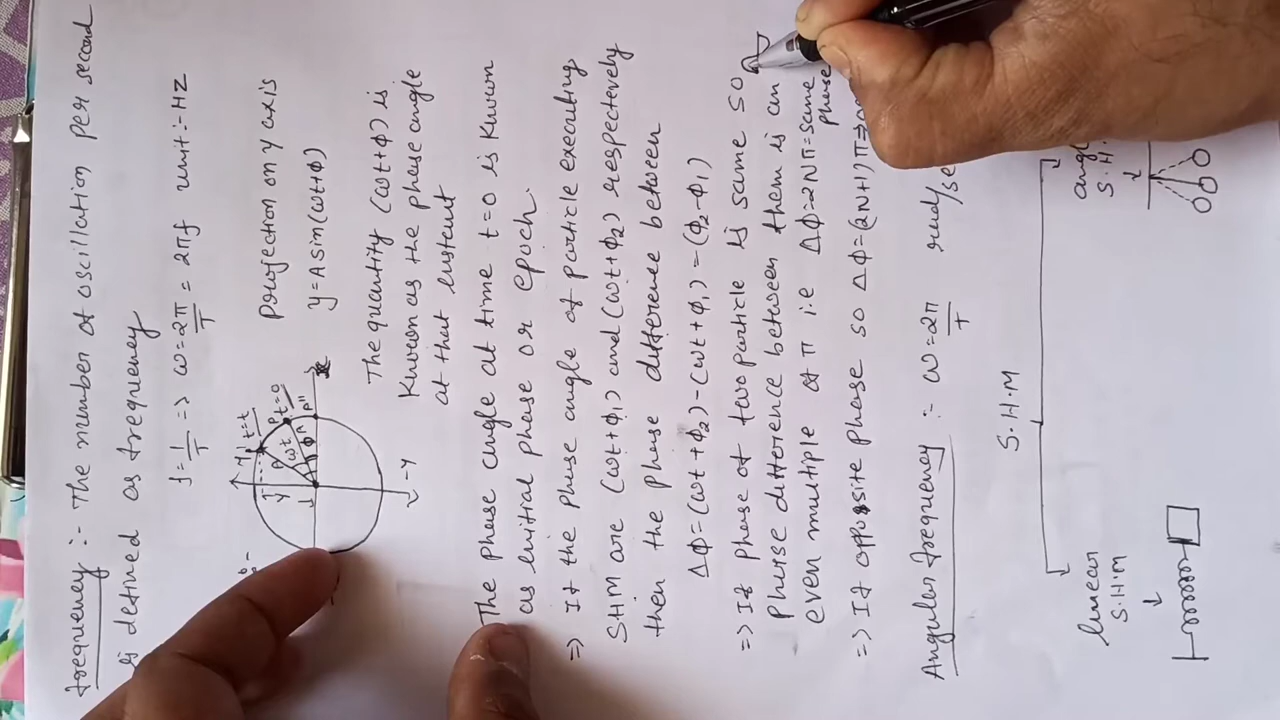 frequency :- The number of oscillation per second
is defined as frequency
f=1/T => ω=2π/T = 2πf unit:-HZ
projection on y axis
y=Asin(ωt+ϕ)
t=t
P t=0
A
ωt
ϕ
A
P"
y
-Y
The quantity (ωt+ϕ) is
known as the phase angle
at that instant
The phase angle at time t=0 is known
as initial phase or epoch.
=> If the phase angle of particle executing
SHM are (ωt+ϕ1) and (ωt+ϕ2) respectively
then the phase difference between
Δϕ=(ωt+ϕ2)-(ωt+ϕ1)=(ϕ2-ϕ1)
=> If phase of two particle is same so
phase difference between them is an
even multiple of π i.e Δϕ=2Nπ=same
phase
=> If opposite phase so Δϕ=(2N+1)π=>
Angular frequency :- ω=2π/T rad/se
S.H.M
linear
S.H.M
ang
S.H.